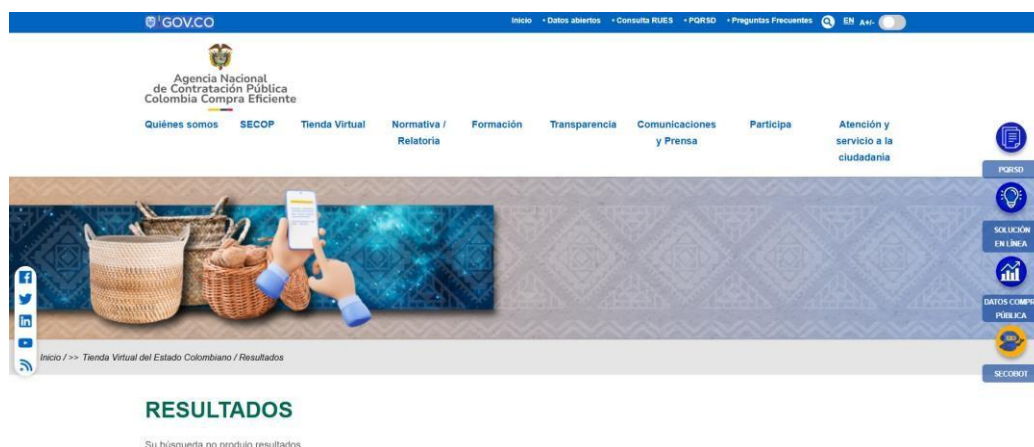 GOV.CO
Inicio • Datos abiertos • Consulta RUES • PQRSD • Preguntas Frecuentes EN A+/-
Agencia Nacional
de Contratación Pública
Colombia Compra Eficiente
Quiénes somos SECOP Tienda Virtual Normativa / Relatoría Formación Transparencia Comunicaciones y Prensa Participa Atención y servicio a la ciudadanía
PQRSD
SOLUCIÓN
EN LÍNEA
DATOS COMPR
PÚBLICA
SECOBOT
Inicio / >> Tienda Virtual del Estado Colombiano / Resultados
RESULTADOS
Su búsqueda no produjo resultados